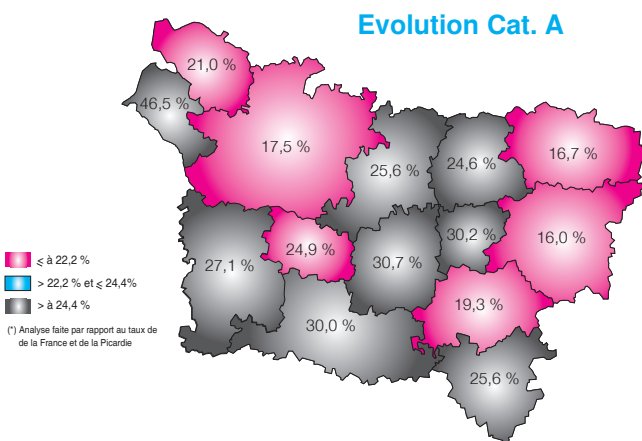 Evolution Cat. A
21,0 %
46,5 %
17,5 %
25,6 %
24,6 %
16,7 %
27,1 %
24,9 %
30,7 %
30,2 %
16,0 %
30,0 %
19,3 %
25,6 %
⩽ à 22,2 %
> 22,2 % et ⩽ 24,4%
> à 24,4 %
(*) Analyse faite par rapport au taux de
de la France et de la Picardie